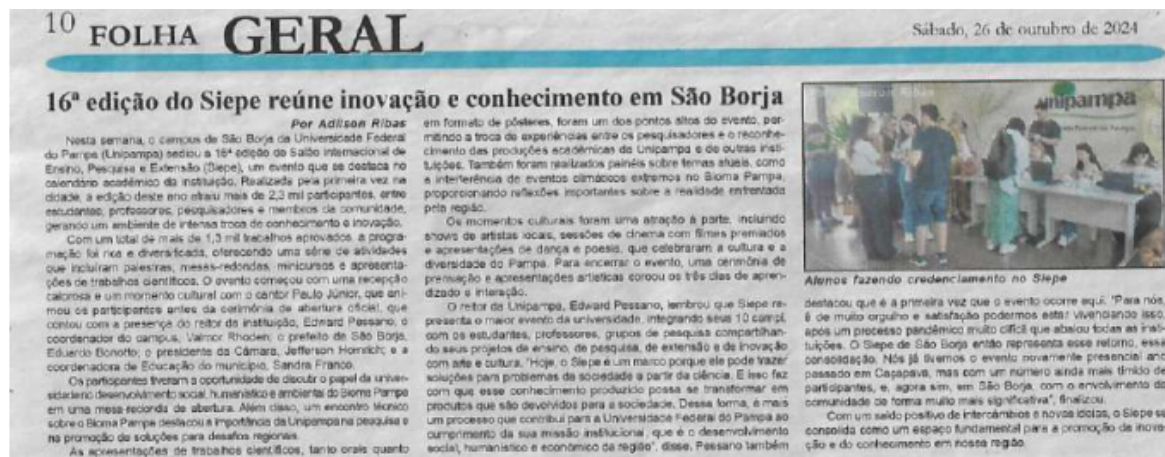 10 FOLHA GERAL
Sábado, 26 de outubro de 2024
16ª edição do Siepe reúne inovação e conhecimento em São Borja
Por Adilson Ribas
Nesta semana, o campus de São Borja da Universidade Federal
do Pampa (Unipampa) sediou a 16ª edição do Salão Internacional de
Ensino, Pesquisa e Extensão (Siepe), um evento que se destaca no
calendário acadêmico da instituição. Realizada pela primeira vez na
cidade, a edição deste ano atraiu mais de 2,3 mil participantes, entre
estudantes, professores, pesquisadores e membros da comunidade,
gerando um ambiente de intensa troca de conhecimento e inovação.
Com um total de mais de 1,3 mil trabalhos aprovados, a progra-
mação foi rica e diversificada, oferecendo uma série de atividades
que incluíram palestras, mesas-redondas, minicursos e apresenta-
ções de trabalhos científicos. O evento começou com uma recepção
calorosa e um momento cultural com o cantor Paulo Júnior, que ani-
mou os participantes antes da cerimônia de abertura oficial, que
contou com a presença do reitor da instituição, Edward Pessano; o
coordenador do campus, Valmor Rhoden; o prefeito de São Borja,
Eduardo Bonotto; o presidente da Câmara, Jefferson Homrich; e a
coordenadora de Educação do município, Sandra Franco.
Os participantes tiveram a oportunidade de discutir o papel da univer-
sidade no desenvolvimento social, humanístico e ambiental do Bioma Pampa
em uma mesa redonda de abertura. Além disso, um encontro técnico
sobre o Bioma Pampa destacou a importância da Unipampa na pesquisa e
na promoção de soluções para desafios regionais.
As apresentações de trabalhos científicos, tanto orais quanto
em formato de pôsteres, foram um dos pontos altos do evento, per-
mitindo a troca de experiências entre os pesquisadores e o reconhe-
cimento das produções acadêmicas da Unipampa e de outras insti-
tuições. Também foram realizados painéis sobre temas atuais, como
a interferência de eventos climáticos extremos no Bioma Pampa,
proporcionando reflexões importantes sobre a realidade enfrentada
pela região.
Os momentos culturais foram uma atração à parte, incluindo
shows de artistas locais, sessões de cinema com filmes premiados
e apresentações de dança e poesia, que celebraram a cultura e a
diversidade do Pampa. Para encerrar o evento, uma cerimônia de
premiação e apresentações artísticas coroou os três dias de apren-
dizado e interação.
O reitor da Unipampa, Edward Pessano, lembrou que Siepe re-
presenta o maior evento da universidade, integrando seus 10 campi,
com os estudantes, professores, grupos de pesquisa compartilhan-
do seus projetos de ensino, de pesquisa, de extensão e de inovação
com arte e cultura. "Hoje, o Siepe é um marco porque ele pode trazer
soluções para problemas da sociedade a partir da ciência. E isso faz
com que esse conhecimento produzido possa se transformar em
produtos que são devolvidos para a sociedade. Dessa forma, é mais
um processo que contribui para a Universidade Federal do Pampa ao
cumprimento da sua missão institucional, que é o desenvolvimento
social, humanístico e econômico da região", disse. Pessano também
Adilson Ribas
unipampa
Alunos fazendo credenciamento no Siepe
destacou que é a primeira vez que o evento ocorre aqui. "Para nós,
é de muito orgulho e satisfação podermos estar vivenciando isso,
após um processo pandêmico muito difícil que abalou todas as insti-
tuições. O Siepe de São Borja então representa esse retorno, essa
consolidação. Nós já tivemos o evento novamente presencial ano
passado em Caçapava, mas com um número ainda mais tímido de
participantes, e, agora sim, em São Borja, com o envolvimento da
comunidade de forma muito mais significativa", finalizou.
Com um saldo positivo de intercâmbios e novas ideias, o Siepe se
consolida como um espaço fundamental para a promoção da inova-
ção e do conhecimento em nossa região.